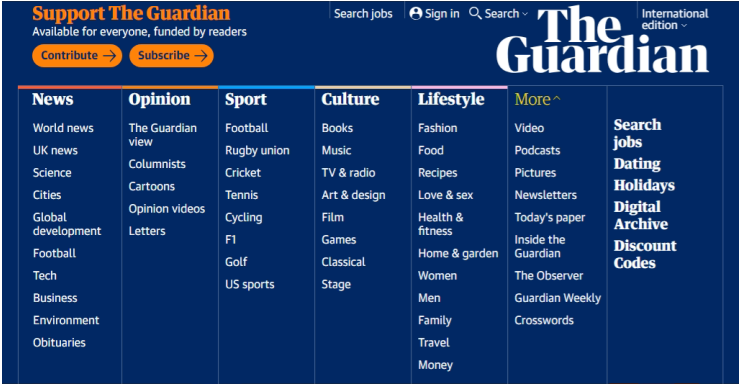 Support The Guardian
Available for everyone, funded by readers
Contribute
Subscribe
Search jobs
Sign in
Search
The
Guardian
International
edition
News
World news
UK news
Science
Cities
Global
development
Football
Tech
Business
Environment
Obituaries
Opinion
The Guardian
view
Columnists
Cartoons
Opinion videos
Letters
Sport
Football
Rugby union
Cricket
Tennis
Cycling
F1
Golf
US sports
Culture
Books
Music
TV & radio
Art & design
Film
Games
Classical
Stage
Lifestyle
Fashion
Food
Recipes
Love & sex
Health &
fitness
Home & garden
Women
Men
Family
Travel
Money
More
Video
Podcasts
Pictures
Newsletters
Today's paper
Inside the
Guardian
The Observer
Guardian Weekly
Crosswords
Search
jobs
Dating
Holidays
Digital
Archive
Discount
Codes